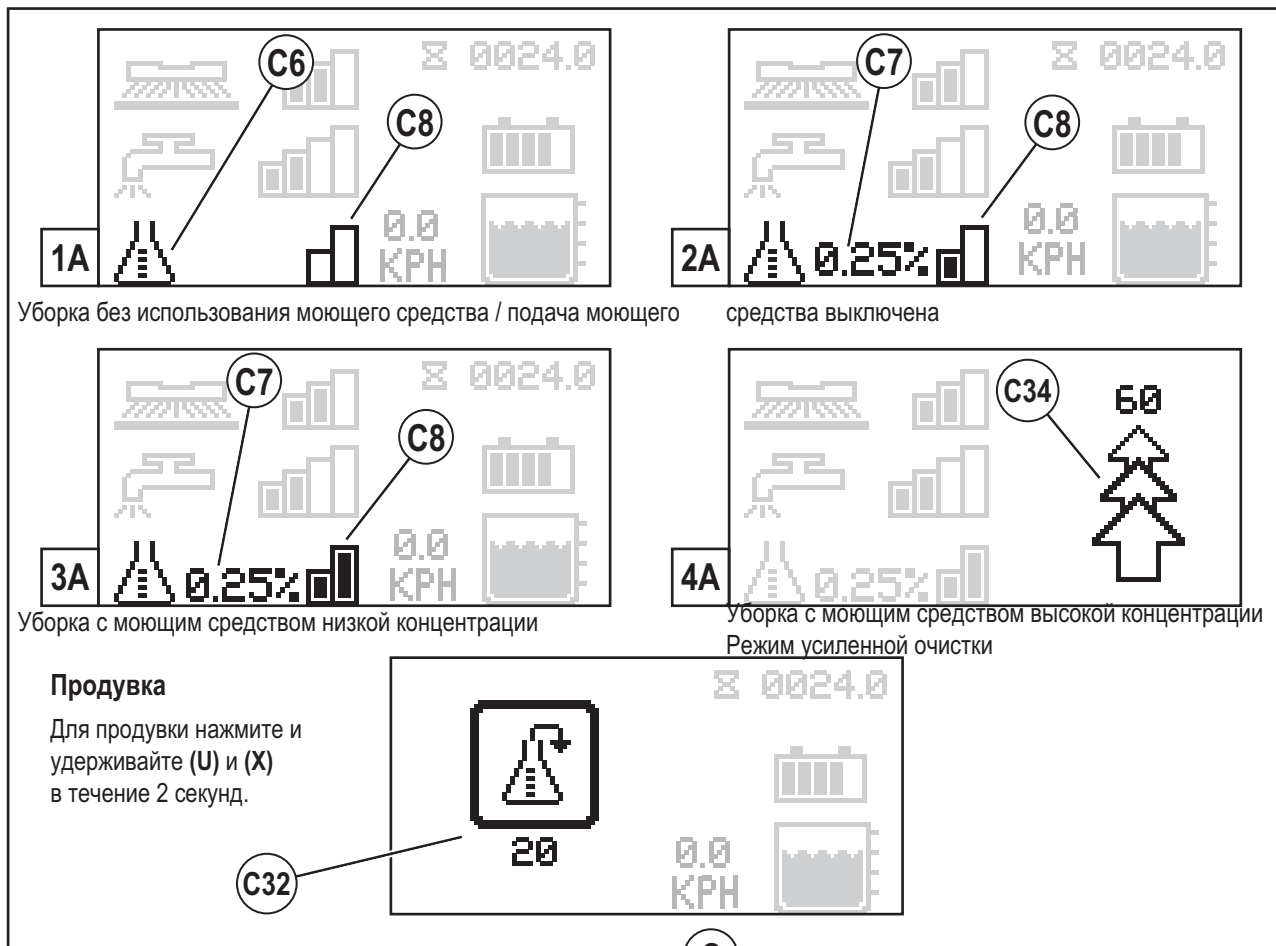 C6
0024.0
C8
0.0
KPH
1A
C7
0024.0
C8
0.0
KPH
2A
0.25%
Уборка без использования моющего средства / подача моющего средства выключена
C7
0024.0
C8
0.0
KPH
3A
0.25%
C34
60
4A
0.25%
Уборка с моющим средством низкой концентрации
Уборка с моющим средством высокой концентрации
Режим усиленной очистки
Продувка
Для продувки нажмите и
удерживайте (U) и (X)
в течение 2 секунд.
0024.0
20
0.0
KPH
C32